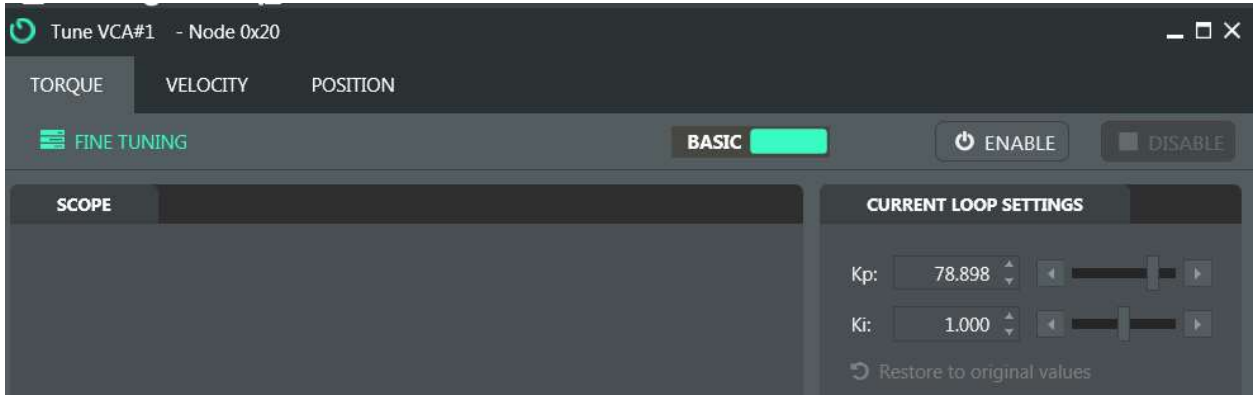 Tune VCA#1 - Node 0x20
TORQUE VELOCITY POSITION
FINE TUNING BASIC ENABLE DISABLE
SCOPE CURRENT LOOP SETTINGS
Kp: 78.898
Ki: 1.000
Restore to original values